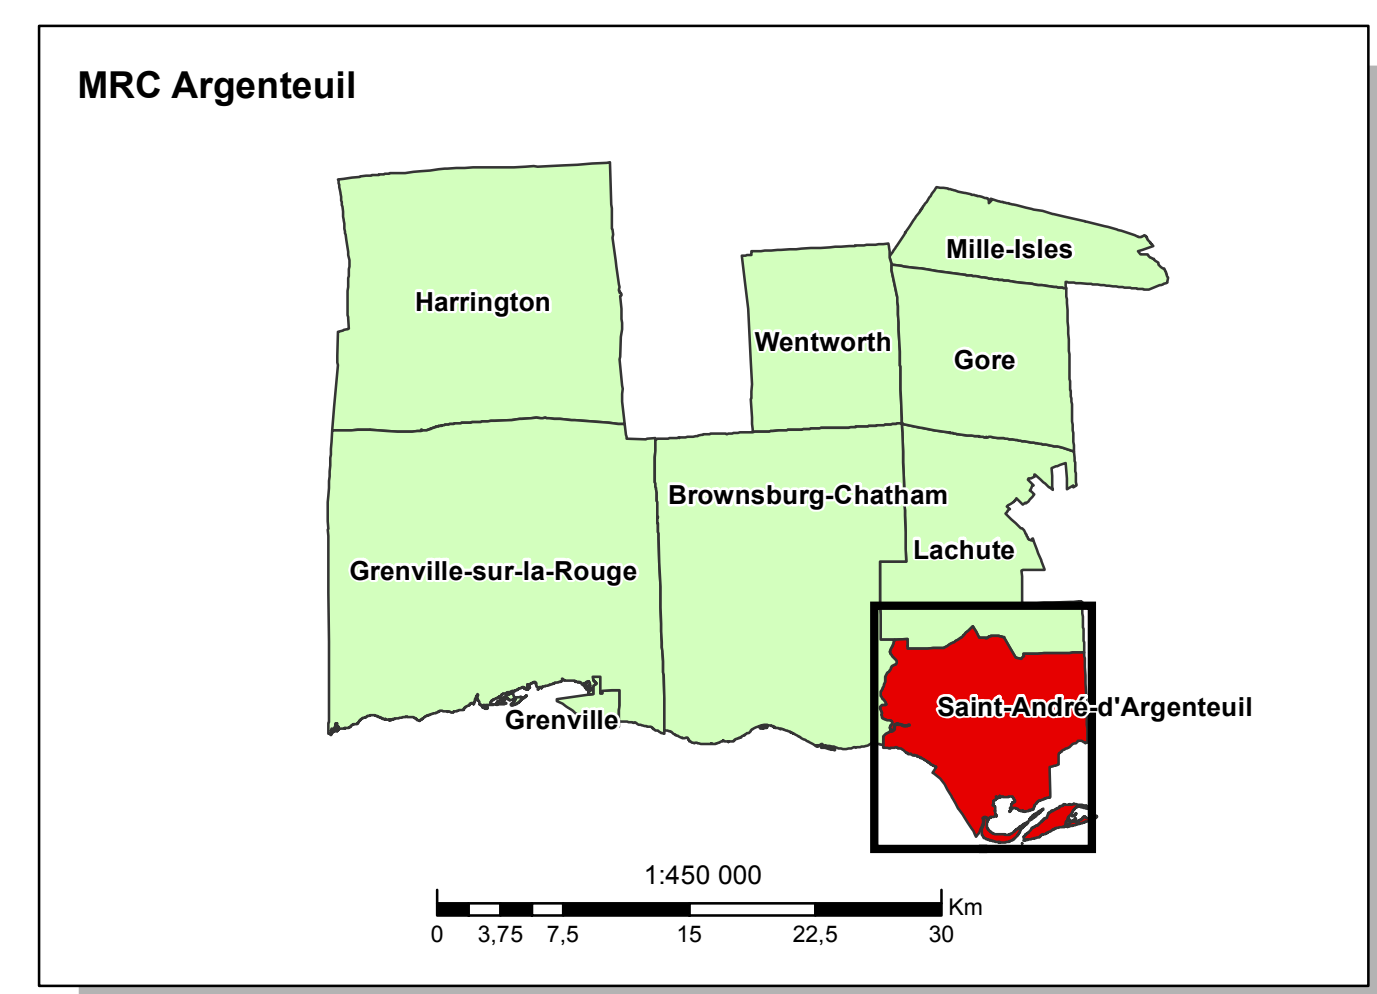 MRC Argenteuil
Mille-Isles
Harrington
Wentworth
Gore
Brownsburg-Chatham
Lachute
Grenville-sur-la-Rouge
Saint-André-d'Argenteuil
Grenville
1:450 000
Km
0 3,75 7,5 15 22,5 30